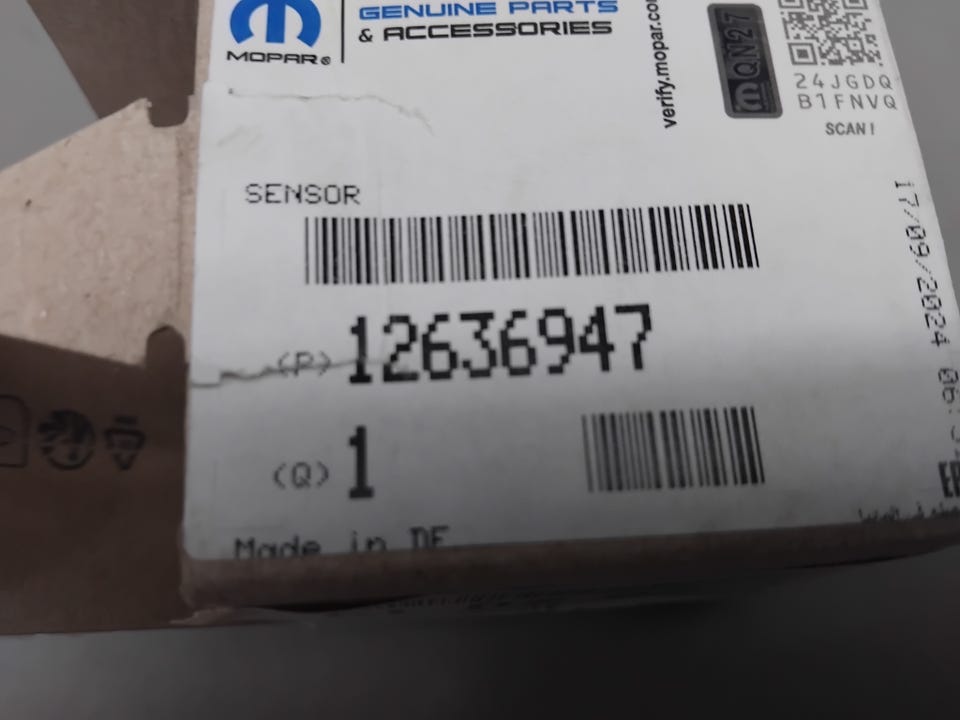 MOPAR®
GENUINE PARTS
& ACCESSORIES
verify.mopar.com
QN27
24JGDQ
B1FNVQ
SCAN!
SENSOR
17/09/2024
(P) 12636947
(Q) 1
Made in DE